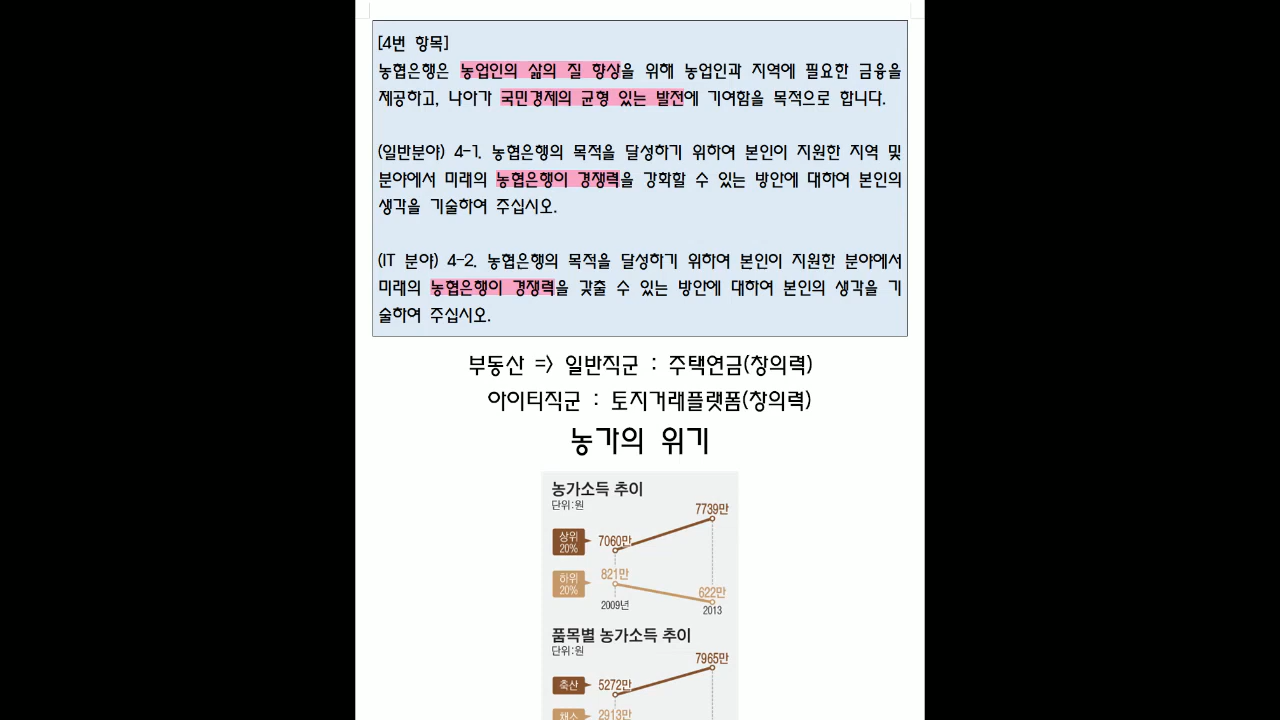 [4번 항목]
농협은행은 농업인의 삶의 질 향상을 위해 농업인과 지역에 필요한 금융을
제공하고, 나아가 국민경제의 균형 있는 발전에 기여함을 목적으로 합니다.
(일반분야) 4-1. 농협은행의 목적을 달성하기 위하여 본인이 지원한 지역 및
분야에서 미래의 농협은행이 경쟁력을 강화할 수 있는 방안에 대하여 본인의
생각을 기술하여 주십시오.
(IT 분야) 4-2. 농협은행의 목적을 달성하기 위하여 본인이 지원한 분야에서
미래의 농협은행이 경쟁력을 갖출 수 있는 방안에 대하여 본인의 생각을 기
술하여 주십시오.
부동산 => 일반직군 : 주택연금(창의력)
아이티직군 : 토지거래플랫폼(창의력)
농가의 위기
농가소득 추이
단위:원
7739만
상위
20%
7060만
하위
20%
821만
622만
2009년
2013
품목별 농가소득 추이
단위:원
7965만
축산
5272만
채소
2913만